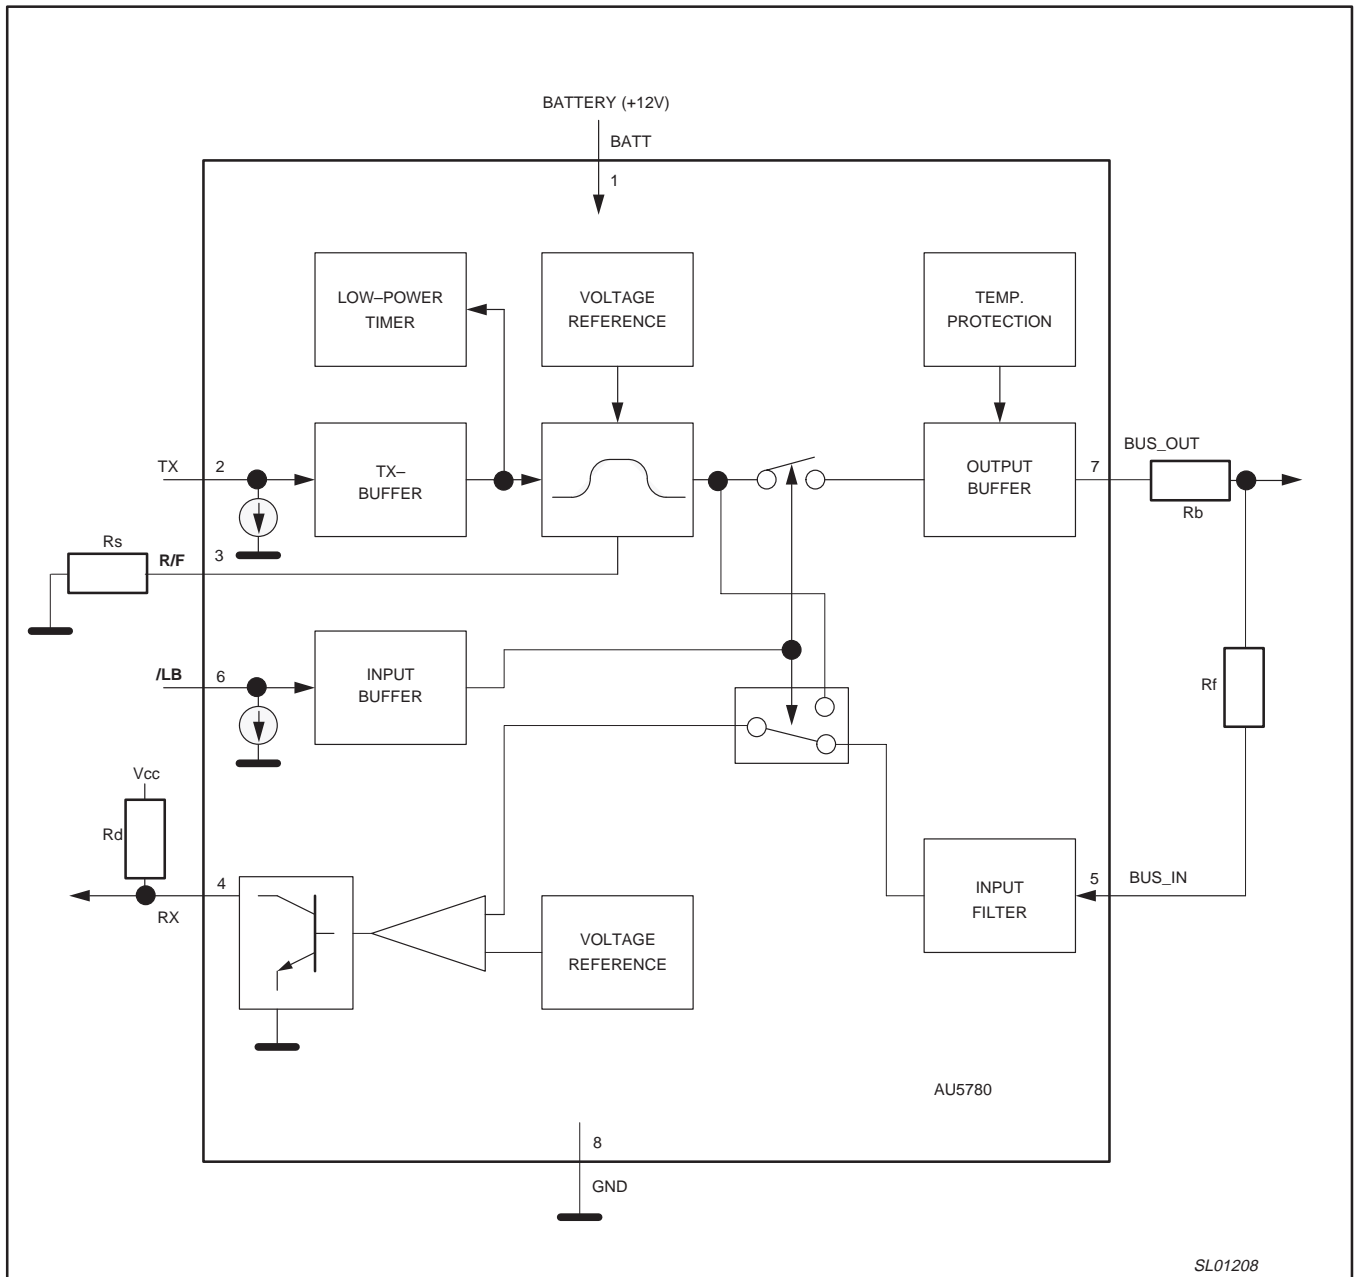 BATTERY (+12V)
BATT
1
LOW–POWER
TIMER
VOLTAGE
REFERENCE
TEMP.
PROTECTION
TX
2
TX–
BUFFER
OUTPUT
BUFFER
7
BUS_OUT
Rb
Rs
R/F
3
/LB
6
INPUT
BUFFER
Rf
Vcc
Rd
4
RX
VOLTAGE
REFERENCE
INPUT
FILTER
5
BUS_IN
AU5780
8
GND
SL01208